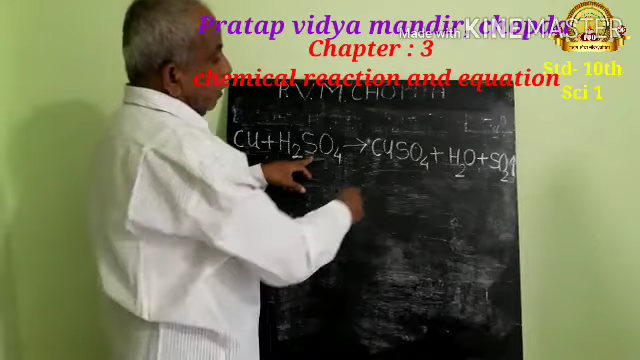 Pratap vidya mandir, chopda
Made with KINEMASTER
Chapter : 3
Std- 10th
chemical reaction and equation
Sci 1
P. V. M. CHOPDA
CU + H₂SO₄ → CUSO₄ + H₂O + SO₂↑